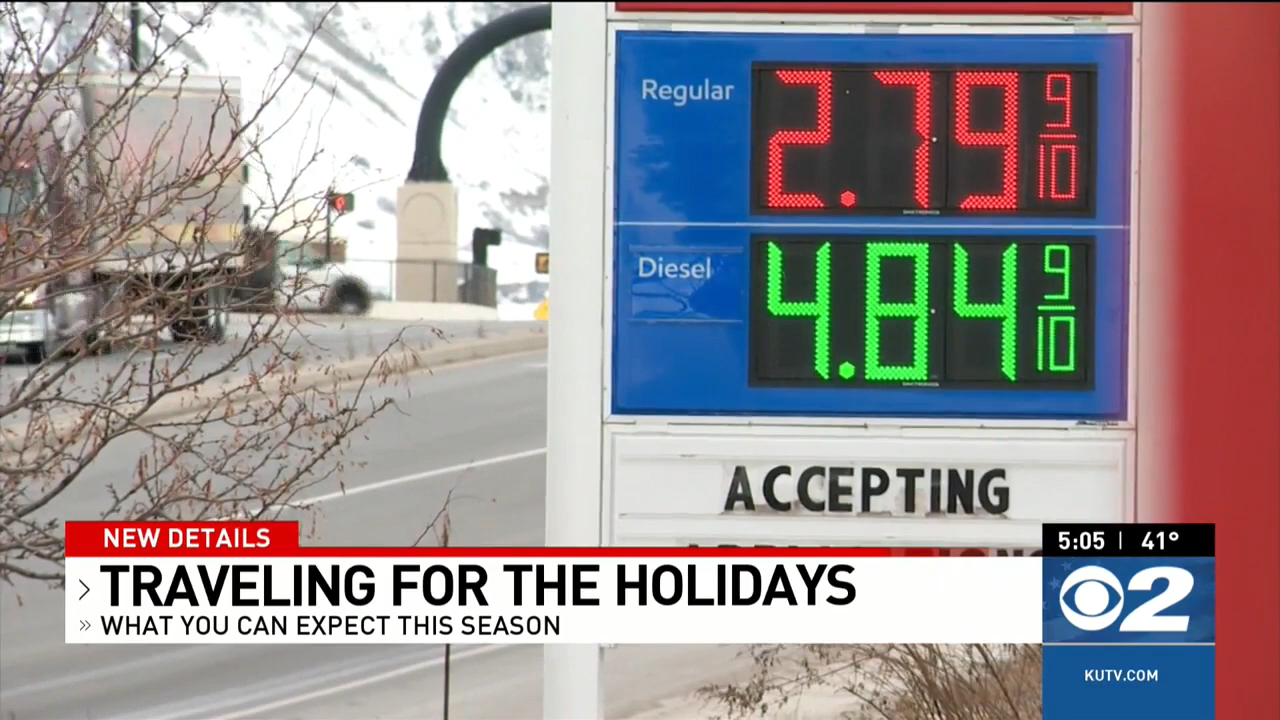 Regular
2.79 9/10
Diesel
4.84 9/10
ACCEPTING
NEW DETAILS
TRAVELING FOR THE HOLIDAYS
WHAT YOU CAN EXPECT THIS SEASON
5:05 | 41°
2
KUTV.COM